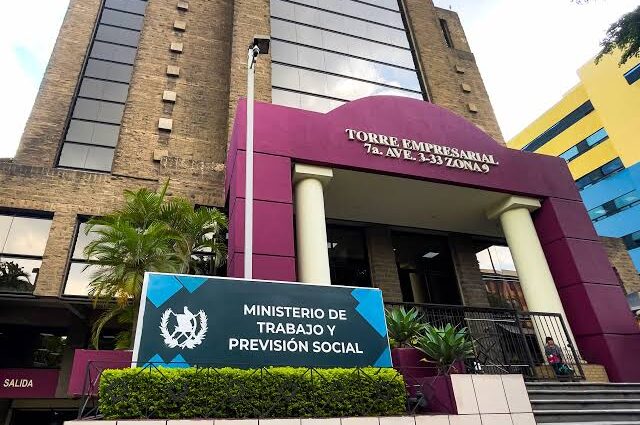 TORRE EMPRESARIAL
7a. AVE. 3-33 ZONA 9
MINISTERIO DE
TRABAJO Y
PREVISIÓN SOCIAL
SALIDA